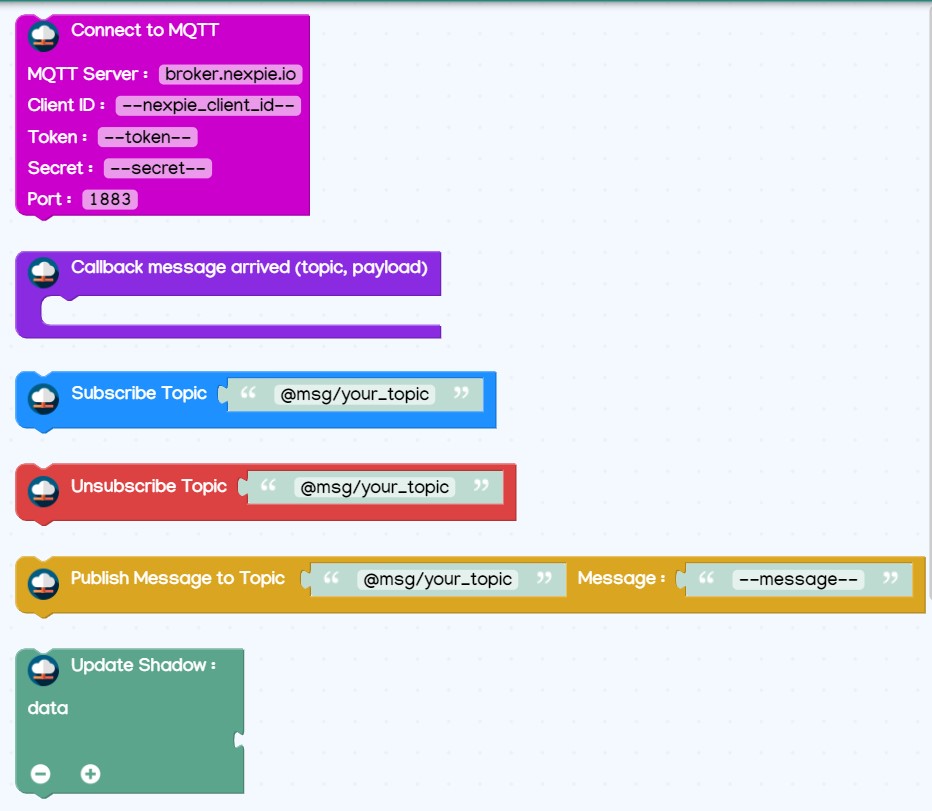 Connect to MQTT
MQTT Server : broker.nexpie.io
Client ID : --nexpie_client_id--
Token : --token--
Secret : --secret--
Port : 1883
Callback message arrived (topic, payload)
Subscribe Topic “ @msg/your_topic ”
Unsubscribe Topic “ @msg/your_topic ”
Publish Message to Topic “ @msg/your_topic ” Message : “ --message-- ”
Update Shadow :
data